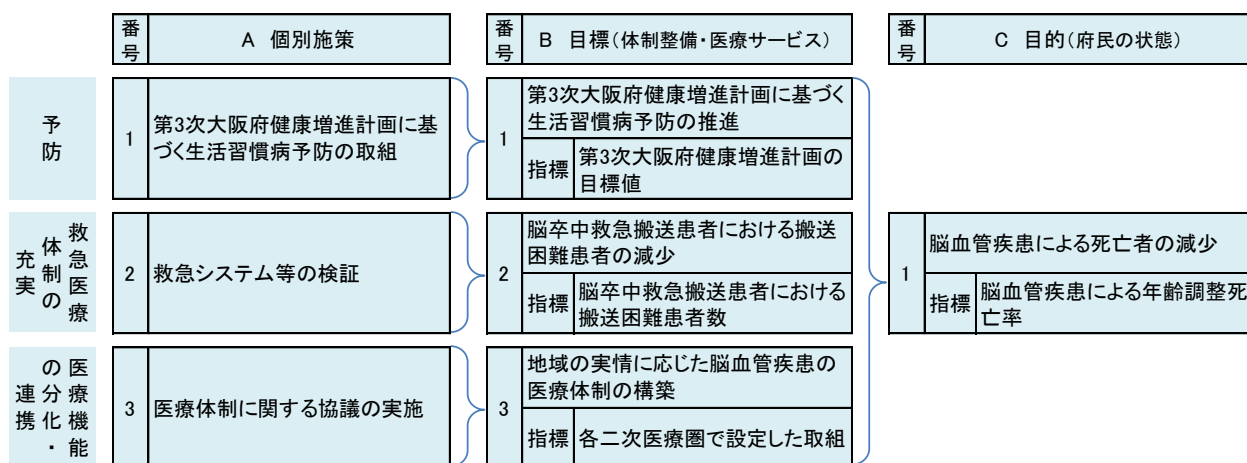 番号
A 個別施策
番号
B 目標(体制整備・医療サービス)
番号
C 目的(府民の状態)
予防
1
第3次大阪府健康増進計画に基
づく生活習慣病予防の取組
1
第3次大阪府健康増進計画に基づく
生活習慣病予防の推進
指標
第3次大阪府健康増進計画の
目標値
救急医療
体制の
充実
2
救急システム等の検証
2
脳卒中救急搬送患者における搬送
困難患者の減少
指標
脳卒中救急搬送患者における
搬送困難患者数
1
脳血管疾患による死亡者の減少
指標
脳血管疾患による年齢調整死
亡率
医療機能
の分化・
連携
3
医療体制に関する協議の実施
3
地域の実情に応じた脳血管疾患の
医療体制の構築
指標
各二次医療圏で設定した取組